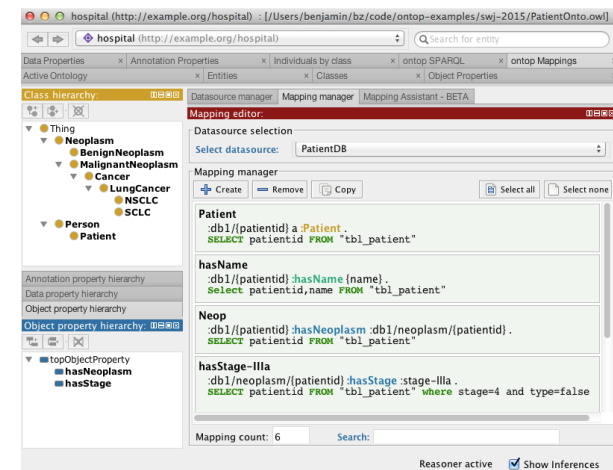 hospital (http://example.org/hospital) : [/Users/benjamin/bz/code/ontop-examples/swj-2015/PatientOnto.owl]
hospital (http://example.org/hospital)
Search for entity
Data Properties × Annotation Properties × Individuals by class × ontop SPARQL × ontop Mappings
Active Ontology × Entities × Classes × Object Properties
Class hierarchy:
Thing
Neoplasm
BenignNeoplasm
MalignantNeoplasm
Cancer
LungCancer
NSCLC
SCLC
Person
Patient
Annotation property hierarchy
Data property hierarchy
Object property hierarchy
Object property hierarchy:
topObjectProperty
hasNeoplasm
hasStage
Datasource manager Mapping manager Mapping Assistant - BETA
Mapping editor:
Datasource selection
Select datasource: PatientDB
Mapping manager
Create Remove Copy Select all Select none
Patient
:db1/{patientid} a :Patient .
SELECT patientid FROM "tbl_patient"
hasName
:db1/{patientid} :hasName {name} .
Select patientid,name FROM "tbl_patient"
Neop
:db1/{patientid} :hasNeoplasm :db1/neoplasm/{patientid} .
SELECT patientid FROM "tbl_patient"
hasStage-IIIa
:db1/neoplasm/{patientid} :hasStage :stage-IIIa .
SELECT patientid FROM "tbl_patient" where stage=4 and type=false
Mapping count: 6 Search:
Reasoner active Show Inferences